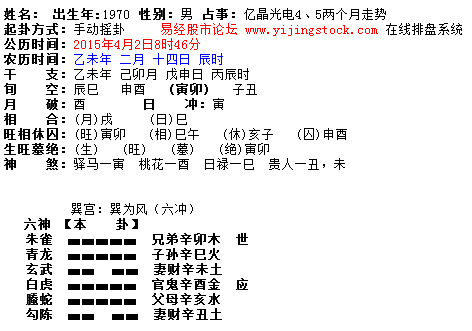 姓名： 出生年:1970 性别: 男 占事: 亿晶光电4、5两个月走势
起卦方式：手动摇卦 易经股市论坛 www.yijingstock.com 在线排盘系统
公历时间：2015年4月2日8时46分
农历时间：乙未年 二月 十四日 辰时
干 支：乙未年 己卯月 戊申日 丙辰时
旬 空：辰巳 申酉 (寅卯) 子丑
月 破：酉 日 冲：寅
相 合：(月)戌 (日)巳
旺相休囚：(旺)寅卯 (相)巳午 (休)亥子 (囚)申酉
生旺墓绝：(生) (旺) (墓) (绝)寅卯
神 煞：驿马—寅 桃花—酉 日禄—巳 贵人—丑，未
巽宫：巽为风（六冲）
六神 【本 卦】
朱雀 兄弟辛卯木 世
青龙 子孙辛巳火
玄武 妻财辛未土
白虎 官鬼辛酉金 应
螣蛇 父母辛亥水
勾陈 妻财辛丑土